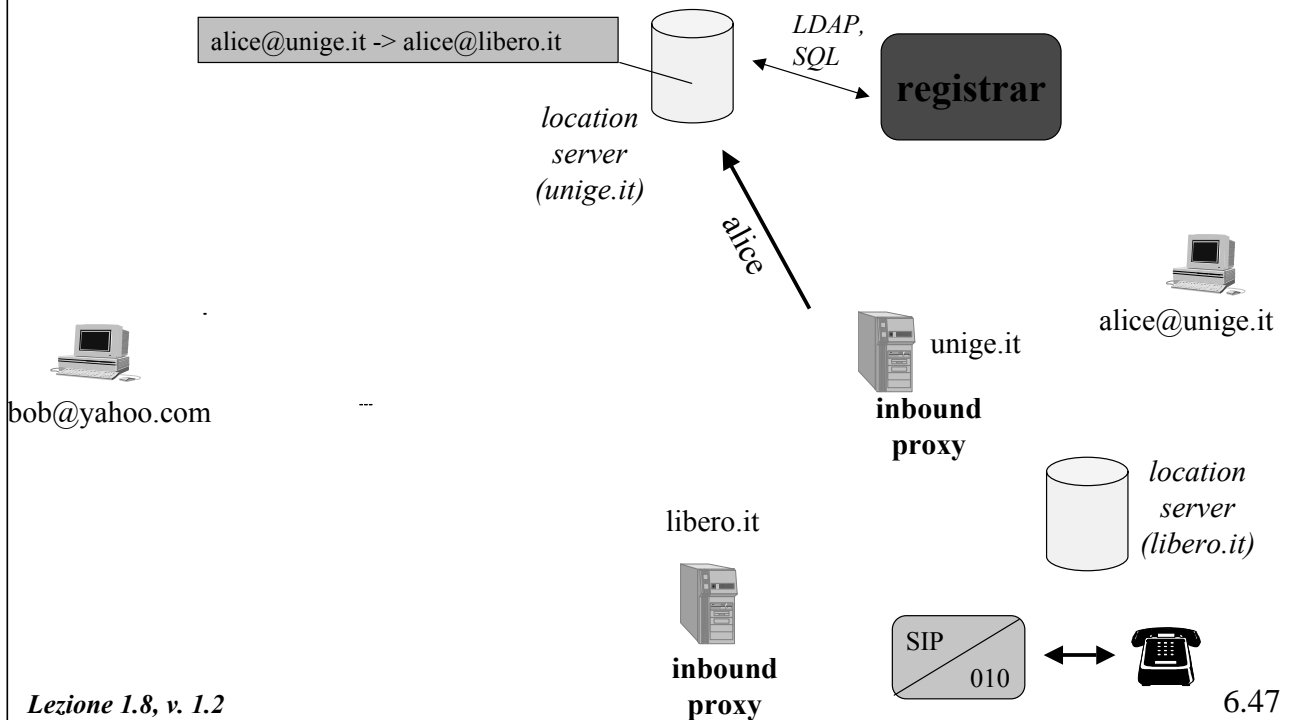 alice@unige.it -> alice@libero.it
LDAP,
SQL
registrar
location
server
(unige.it)
alice
alice@unige.it
unige.it
inbound
proxy
bob@yahoo.com
location
server
(libero.it)
libero.it
inbound
proxy
SIP
010
Lezione 1.8, v. 1.2
6.47